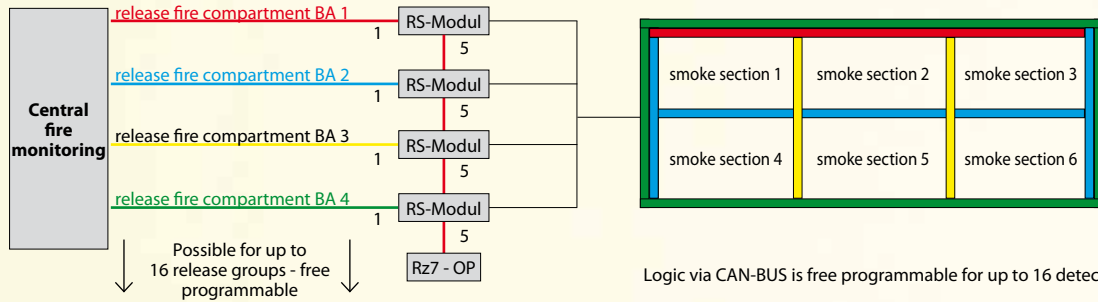 Central
fire
monitoring
release fire compartment BA 1
1
RS-Modul
5
release fire compartment BA 2
1
RS-Modul
5
release fire compartment BA 3
1
RS-Modul
5
release fire compartment BA 4
1
RS-Modul
5
Rz7 - OP
Possible for up to
16 release groups - free
programmable
smoke section 1
smoke section 2
smoke section 3
smoke section 4
smoke section 5
smoke section 6
Logic via CAN-BUS is free programmable for up to 16 detec